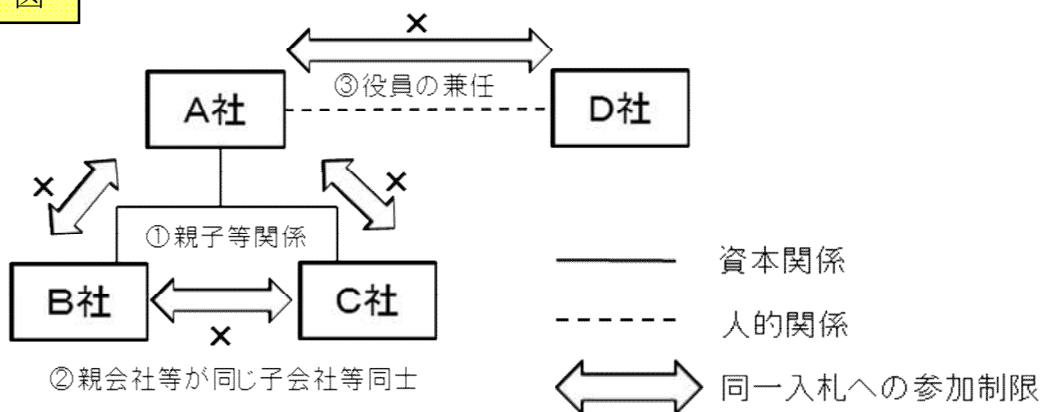 図
×
③役員の兼任
A社
D社
×
×
①親子等関係
B社
C社
×
②親会社等が同じ子会社等同士
資本関係
人的関係
同一入札への参加制限